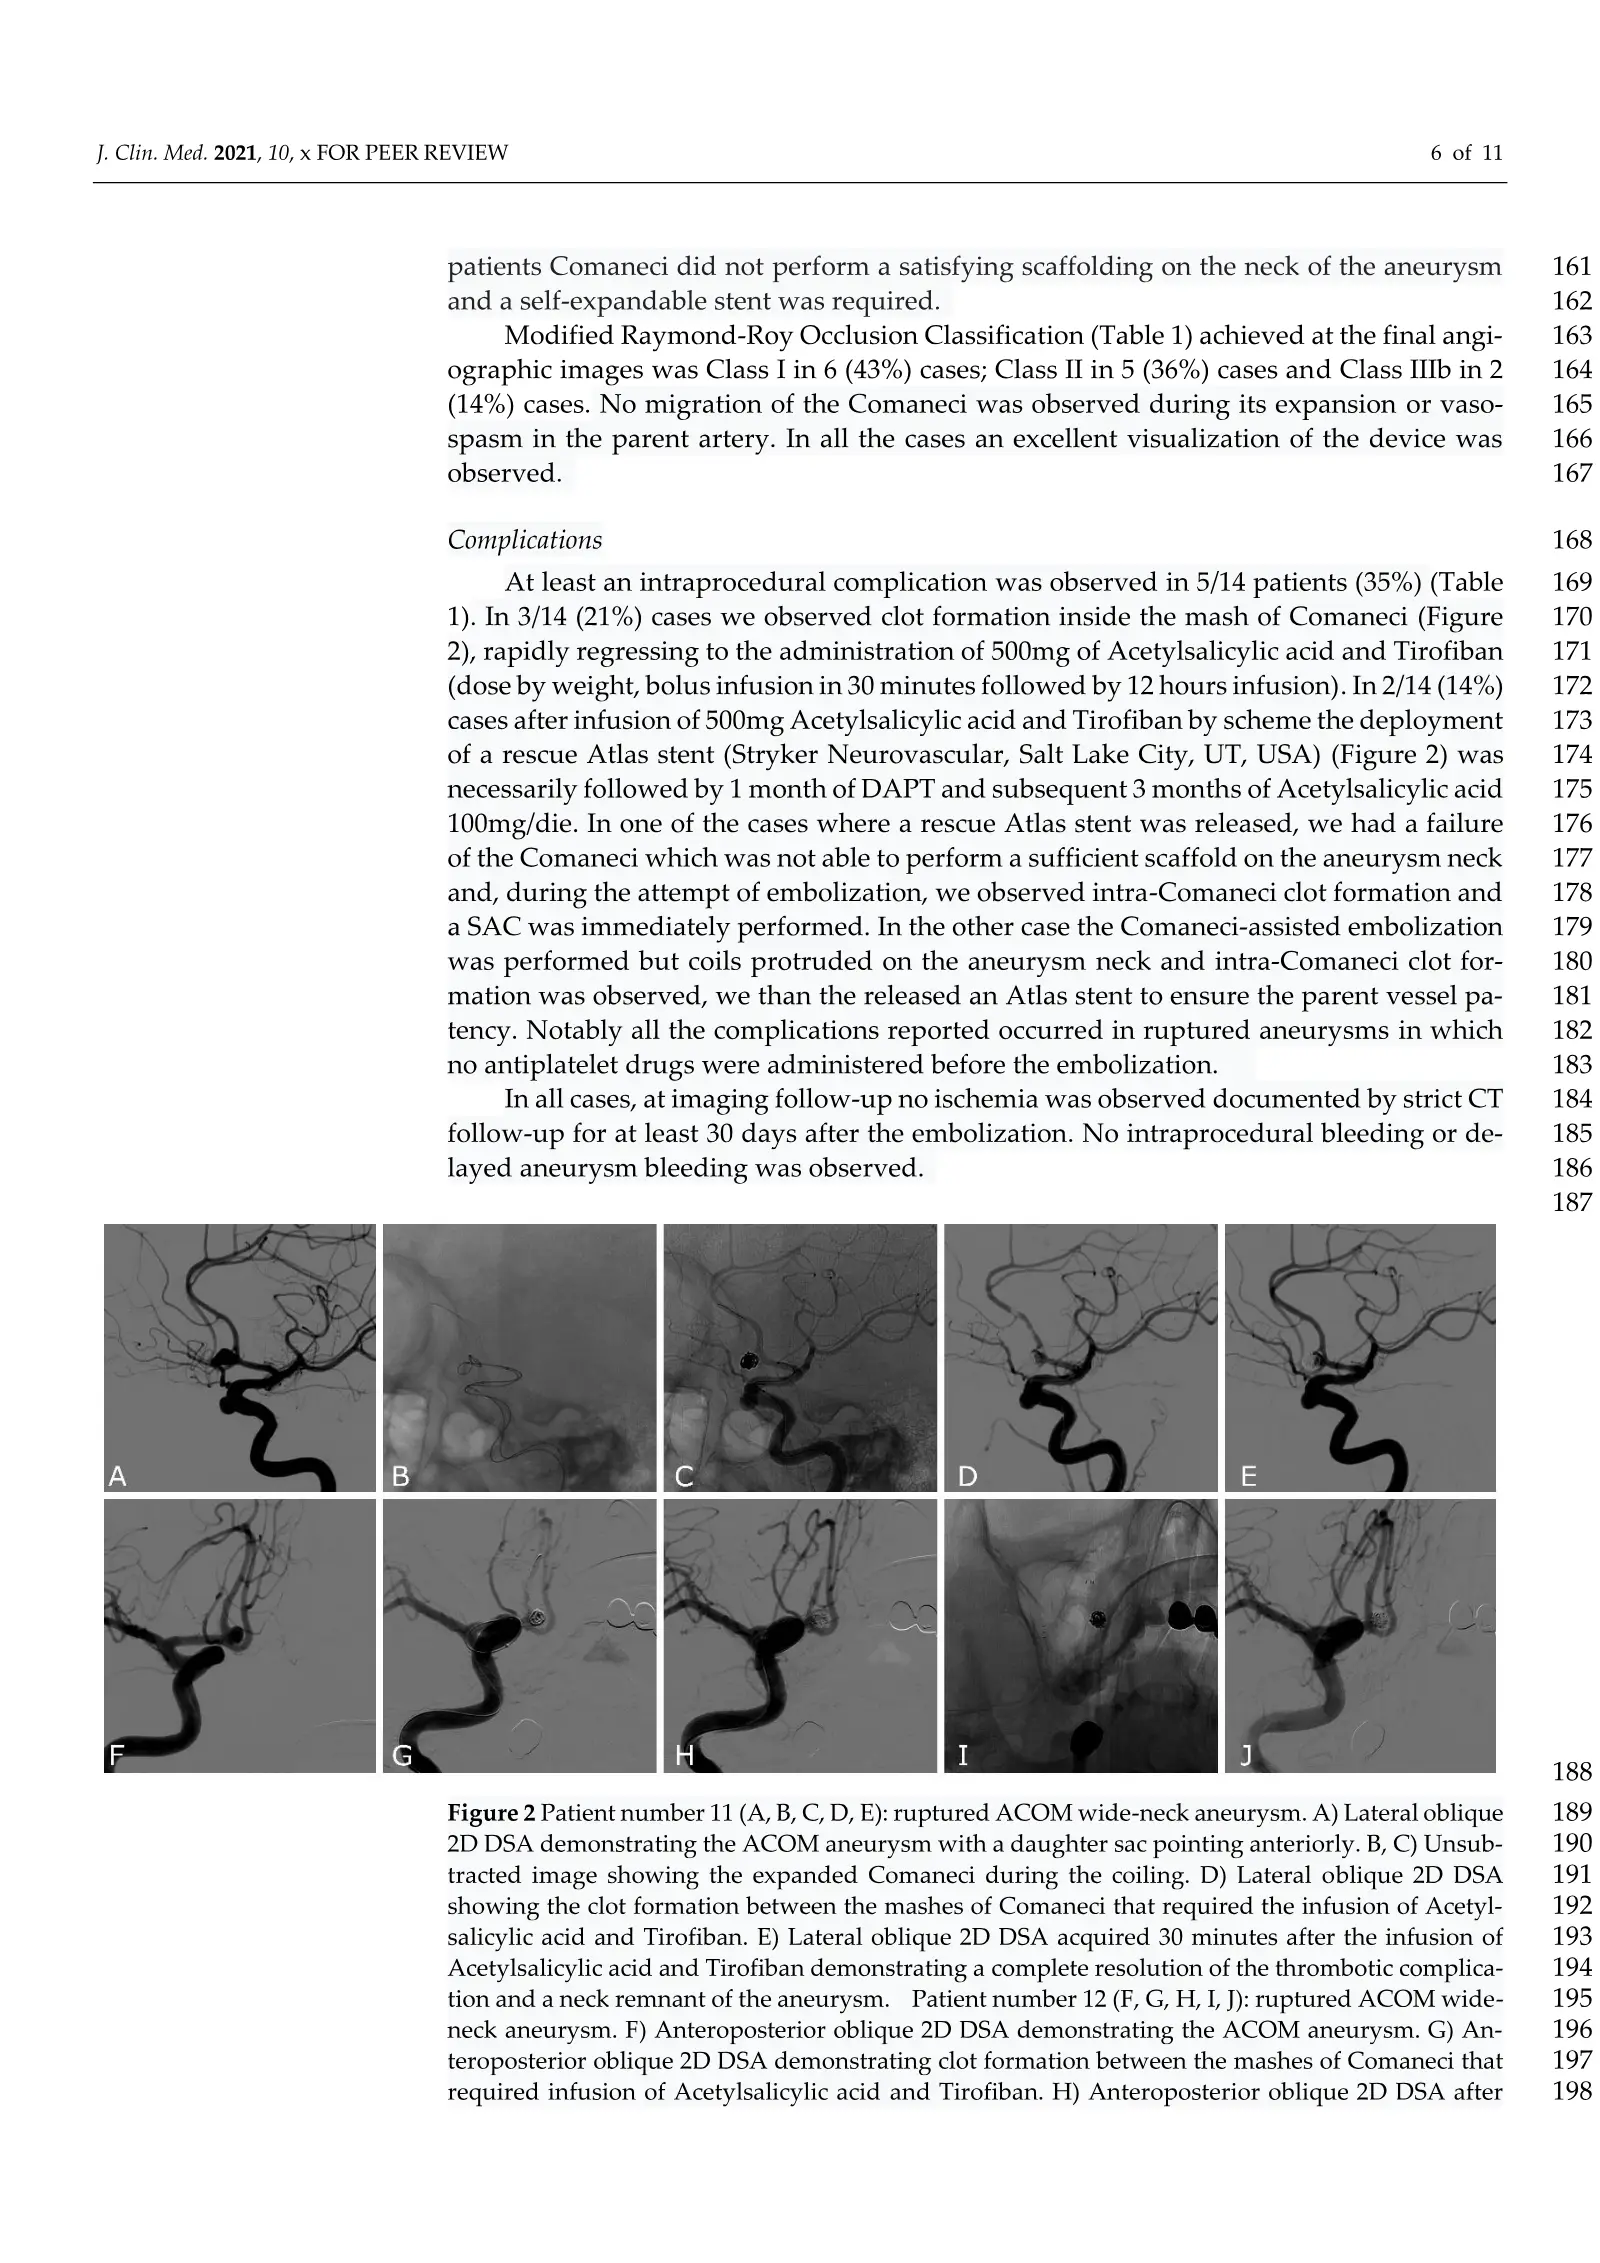 J. Clin. Med. 2021, 10, x FOR PEER REVIEW 6 of 11
patients Comaneci did not perform a satisfying scaffolding on the neck of the aneurysm 161
and a self-expandable stent was required. 162
Modified Raymond-Roy Occlusion Classification (Table 1) achieved at the final angi- 163
ographic images was Class I in 6 (43%) cases; Class II in 5 (36%) cases and Class IIIb in 2 164
(14%) cases. No migration of the Comaneci was observed during its expansion or vaso- 165
spasm in the parent artery. In all the cases an excellent visualization of the device was 166
observed. 167
Complications 168
At least an intraprocedural complication was observed in 5/14 patients (35%) (Table 169
1). In 3/14 (21%) cases we observed clot formation inside the mash of Comaneci (Figure 170
2), rapidly regressing to the administration of 500mg of Acetylsalicylic acid and Tirofiban 171
(dose by weight, bolus infusion in 30 minutes followed by 12 hours infusion). In 2/14 (14%) 172
cases after infusion of 500mg Acetylsalicylic acid and Tirofiban by scheme the deployment 173
of a rescue Atlas stent (Stryker Neurovascular, Salt Lake City, UT, USA) (Figure 2) was 174
necessarily followed by 1 month of DAPT and subsequent 3 months of Acetylsalicylic acid 175
100mg/die. In one of the cases where a rescue Atlas stent was released, we had a failure 176
of the Comaneci which was not able to perform a sufficient scaffold on the aneurysm neck 177
and, during the attempt of embolization, we observed intra-Comaneci clot formation and 178
a SAC was immediately performed. In the other case the Comaneci-assisted embolization 179
was performed but coils protruded on the aneurysm neck and intra-Comaneci clot for- 180
mation was observed, we than the released an Atlas stent to ensure the parent vessel pa- 181
tency. Notably all the complications reported occurred in ruptured aneurysms in which 182
no antiplatelet drugs were administered before the embolization. 183
In all cases, at imaging follow-up no ischemia was observed documented by strict CT 184
follow-up for at least 30 days after the embolization. No intraprocedural bleeding or de- 185
layed aneurysm bleeding was observed. 186
187
A B C D E
F G H I J
188
Figure 2 Patient number 11 (A, B, C, D, E): ruptured ACOM wide-neck aneurysm. A) Lateral oblique 189
2D DSA demonstrating the ACOM aneurysm with a daughter sac pointing anteriorly. B, C) Unsub- 190
tracted image showing the expanded Comaneci during the coiling. D) Lateral oblique 2D DSA 191
showing the clot formation between the mashes of Comaneci that required the infusion of Acetyl- 192
salicylic acid and Tirofiban. E) Lateral oblique 2D DSA acquired 30 minutes after the infusion of 193
Acetylsalicylic acid and Tirofiban demonstrating a complete resolution of the thrombotic complica- 194
tion and a neck remnant of the aneurysm. Patient number 12 (F, G, H, I, J): ruptured ACOM wide- 195
neck aneurysm. F) Anteroposterior oblique 2D DSA demonstrating the ACOM aneurysm. G) An- 196
teroposterior oblique 2D DSA demonstrating clot formation between the mashes of Comaneci that 197
required infusion of Acetylsalicylic acid and Tirofiban. H) Anteroposterior oblique 2D DSA after 198